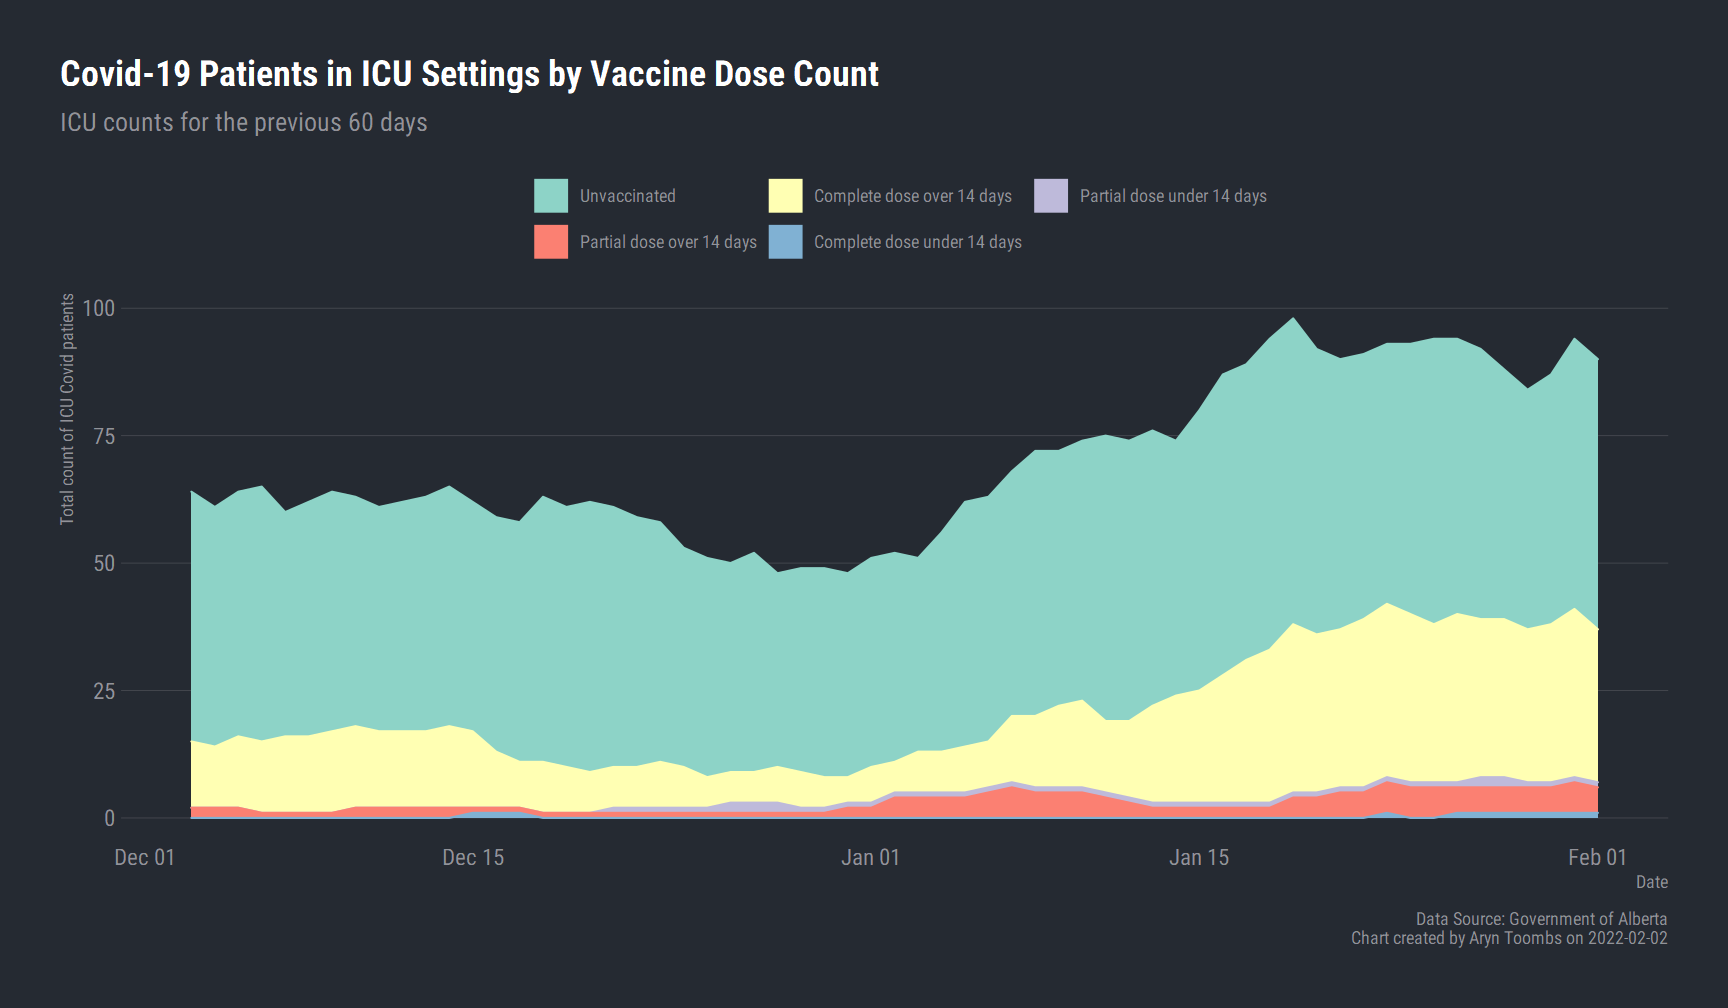 Covid-19 Patients in ICU Settings by Vaccine Dose Count
ICU counts for the previous 60 days
Unvaccinated
Complete dose over 14 days
Partial dose under 14 days
Partial dose over 14 days
Complete dose under 14 days
Total count of ICU Covid patients
100
75
50
25
0
Dec 01
Dec 15
Jan 01
Jan 15
Feb 01
Date
Data Source: Government of Alberta
Chart created by Aryn Toombs on 2022-02-02